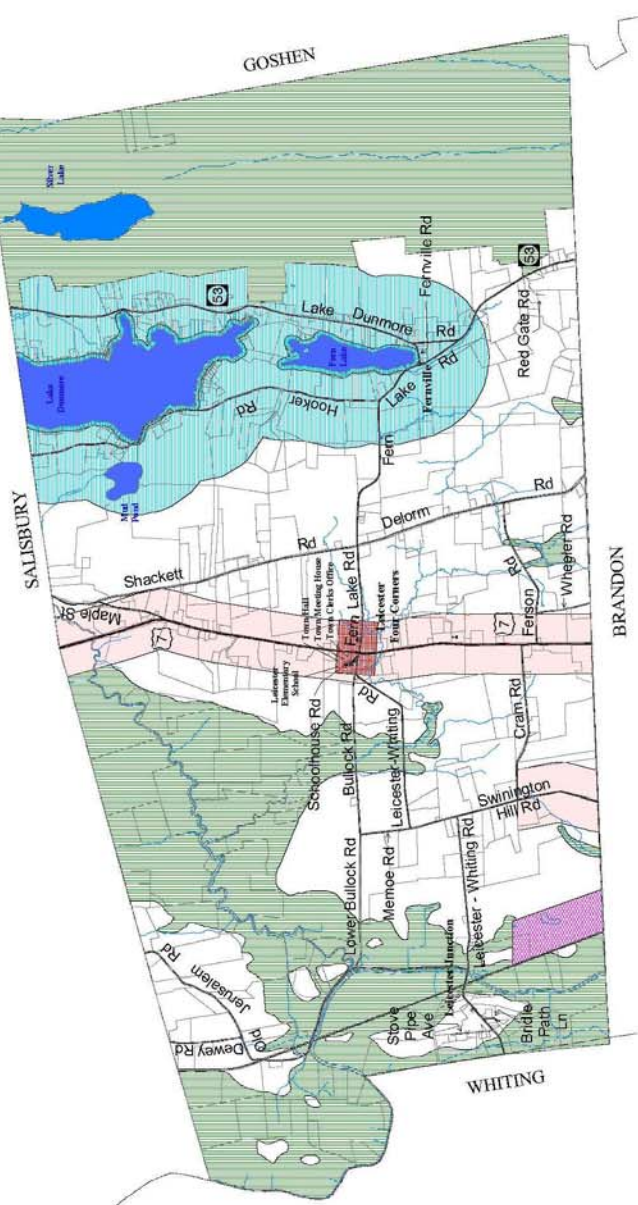 GOSHEN
Silver
Lake
SALISBURY
53
Lake
Dunmore
Lake Dunmore Rd
Fernville Rd
53
Red Gate Rd
Fern
Lake
Hooker Rd
Fernville
Fern Lake Rd
Mud
Pond
Shackett Rd
Delorm Rd
Maple St
7
Town Hall
Town Meeting House
Town Clerks Office
Fern Lake Rd
Leicester
Four Corners
7
Fenson Rd
Wheeler Rd
BRANDON
Leicester
Elementary
School
Schoolhouse Rd
Bullock Rd
Leicester-Whiting Rd
Cram Rd
Swinington
Hill Rd
Lower Bullock Rd
Memoe Rd
Leicester - Whiting Rd
Leicester Junction
Old Jerusalem Rd
Dewey Rd
Stove
Pipe
Ave
Bridle
Path
Ln
WHITING